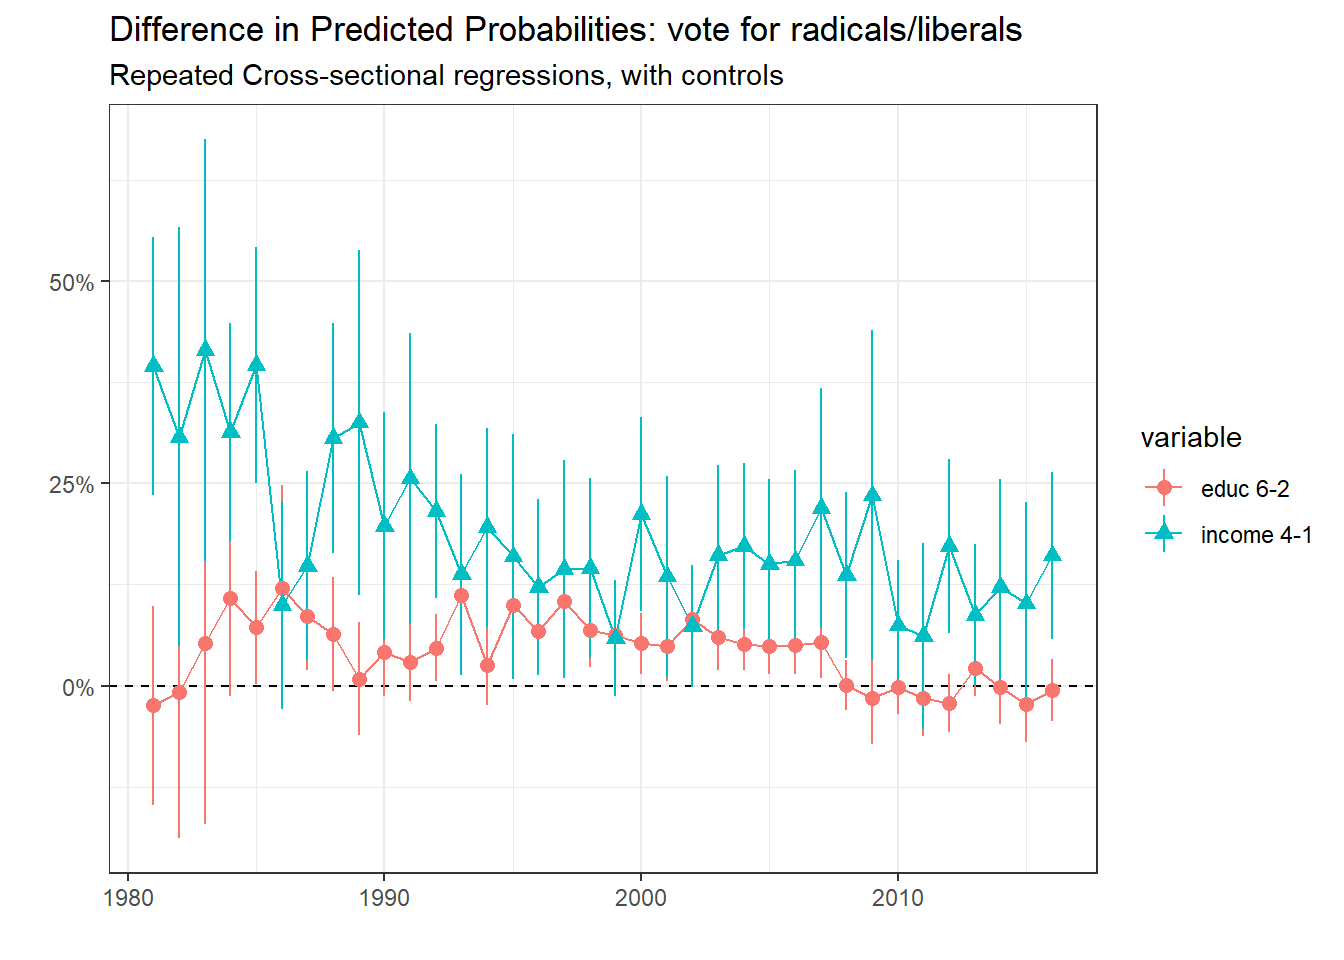 Difference in Predicted Probabilities: vote for radicals/liberals
Repeated Cross-sectional regressions, with controls
50%
25%
0%
1980
1990
2000
2010
variable
educ 6-2
income 4-1